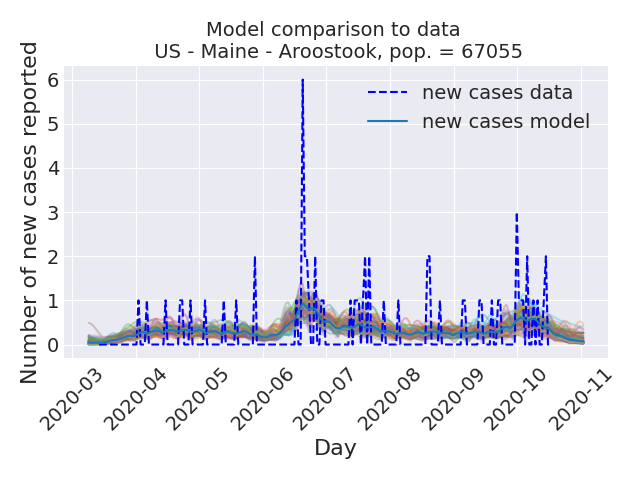 Model comparison to data
US - Maine - Aroostook, pop. = 67055
Number of new cases reported
6
5
4
3
2
1
0
new cases data
new cases model
2020-03
2020-04
2020-05
2020-06
2020-07
2020-08
2020-09
2020-10
2020-11
Day